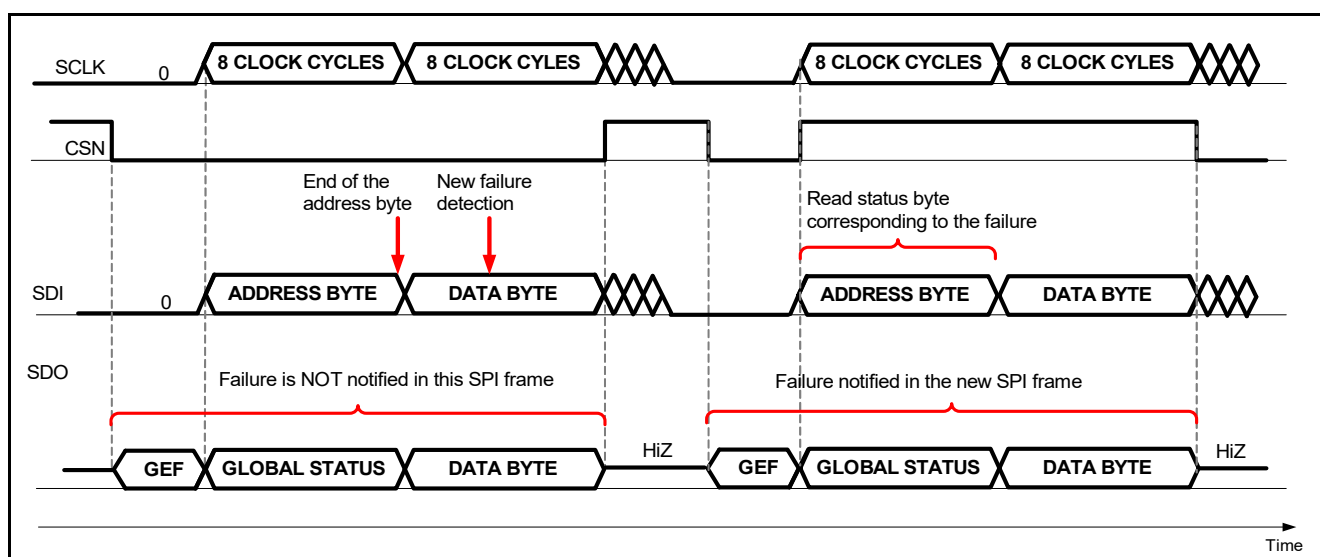 SCLK
0
8 CLOCK CYCLES
8 CLOCK CYLES
8 CLOCK CYCLES
8 CLOCK CYLES
CSN
End of the
address byte
New failure
detection
Read status byte
corresponding to the failure
SDI
0
ADDRESS BYTE
DATA BYTE
ADDRESS BYTE
DATA BYTE
SDO
Failure is NOT notified in this SPI frame
Failure notified in the new SPI frame
GEF
GLOBAL STATUS
DATA BYTE
HiZ
GEF
GLOBAL STATUS
DATA BYTE
HiZ
Time